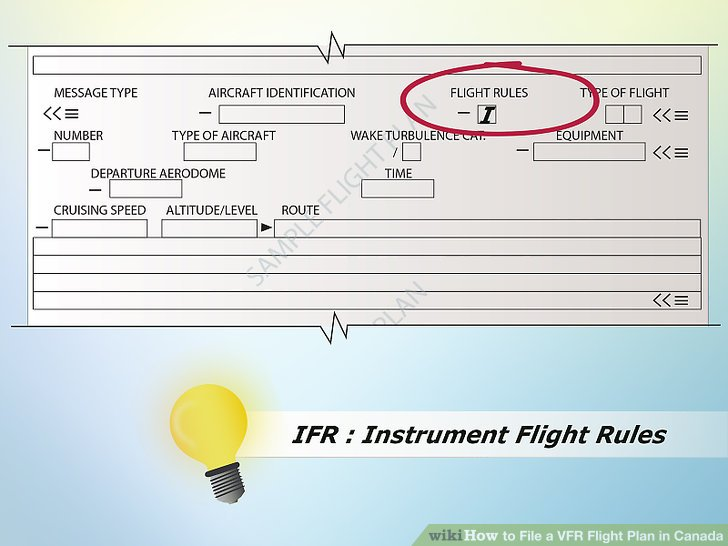 MESSAGE TYPE AIRCRAFT IDENTIFICATION FLIGHT RULES TYPE OF FLIGHT
I
NUMBER TYPE OF AIRCRAFT WAKE TURBULENCE CAT. EQUIPMENT
/
DEPARTURE AERODOME TIME
CRUISING SPEED ALTITUDE/LEVEL ROUTE
SAMPLE FLIGHT PLAN
PLAN
IFR : Instrument Flight Rules
wikiHow to File a VFR Flight Plan in Canada